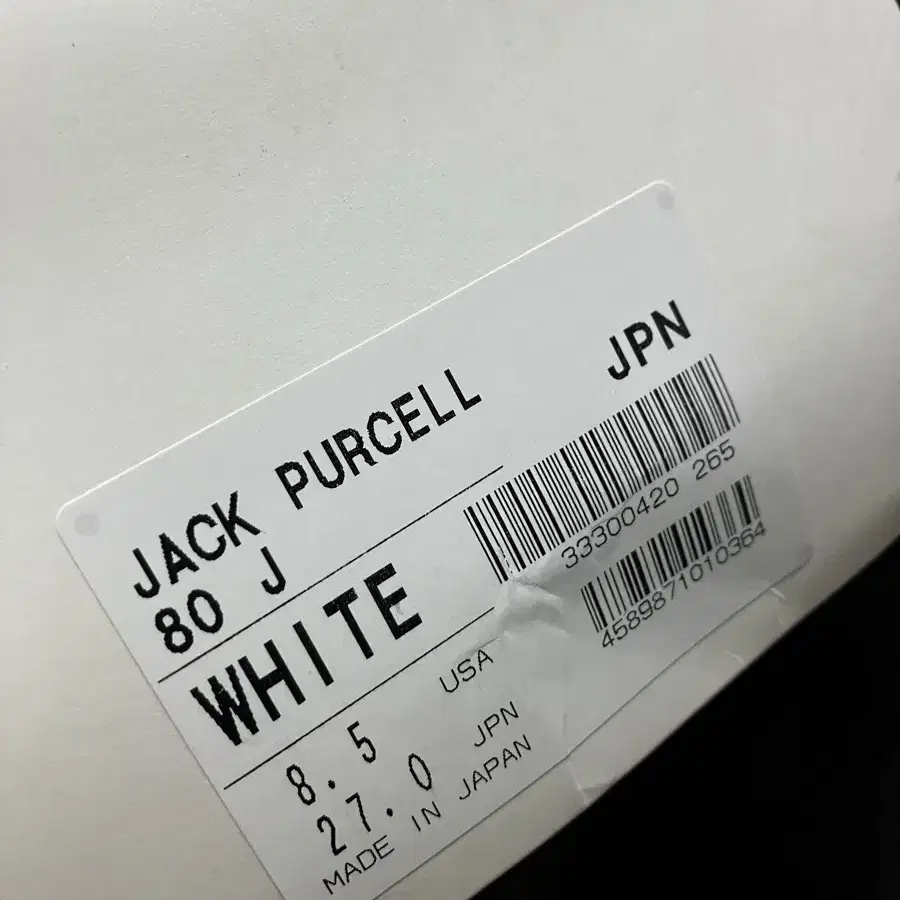 JACK PURCELL JPN
80 J
33300420 265
WHITE
4589871010364
8.5 USA
27.0 JPN
MADE IN JAPAN